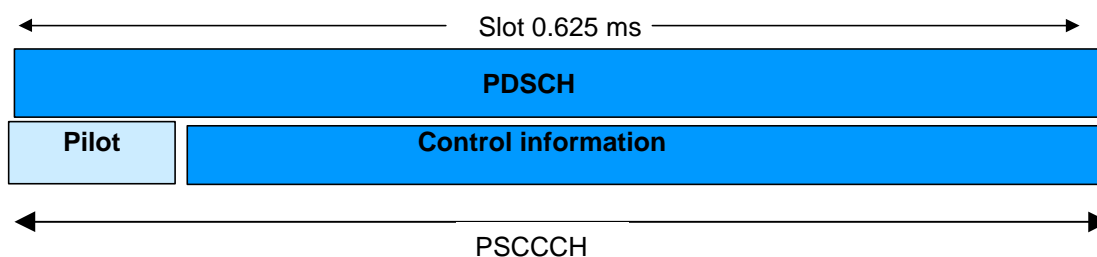 Slot 0.625 ms
PDSCH
Pilot Control information
PSCCCH